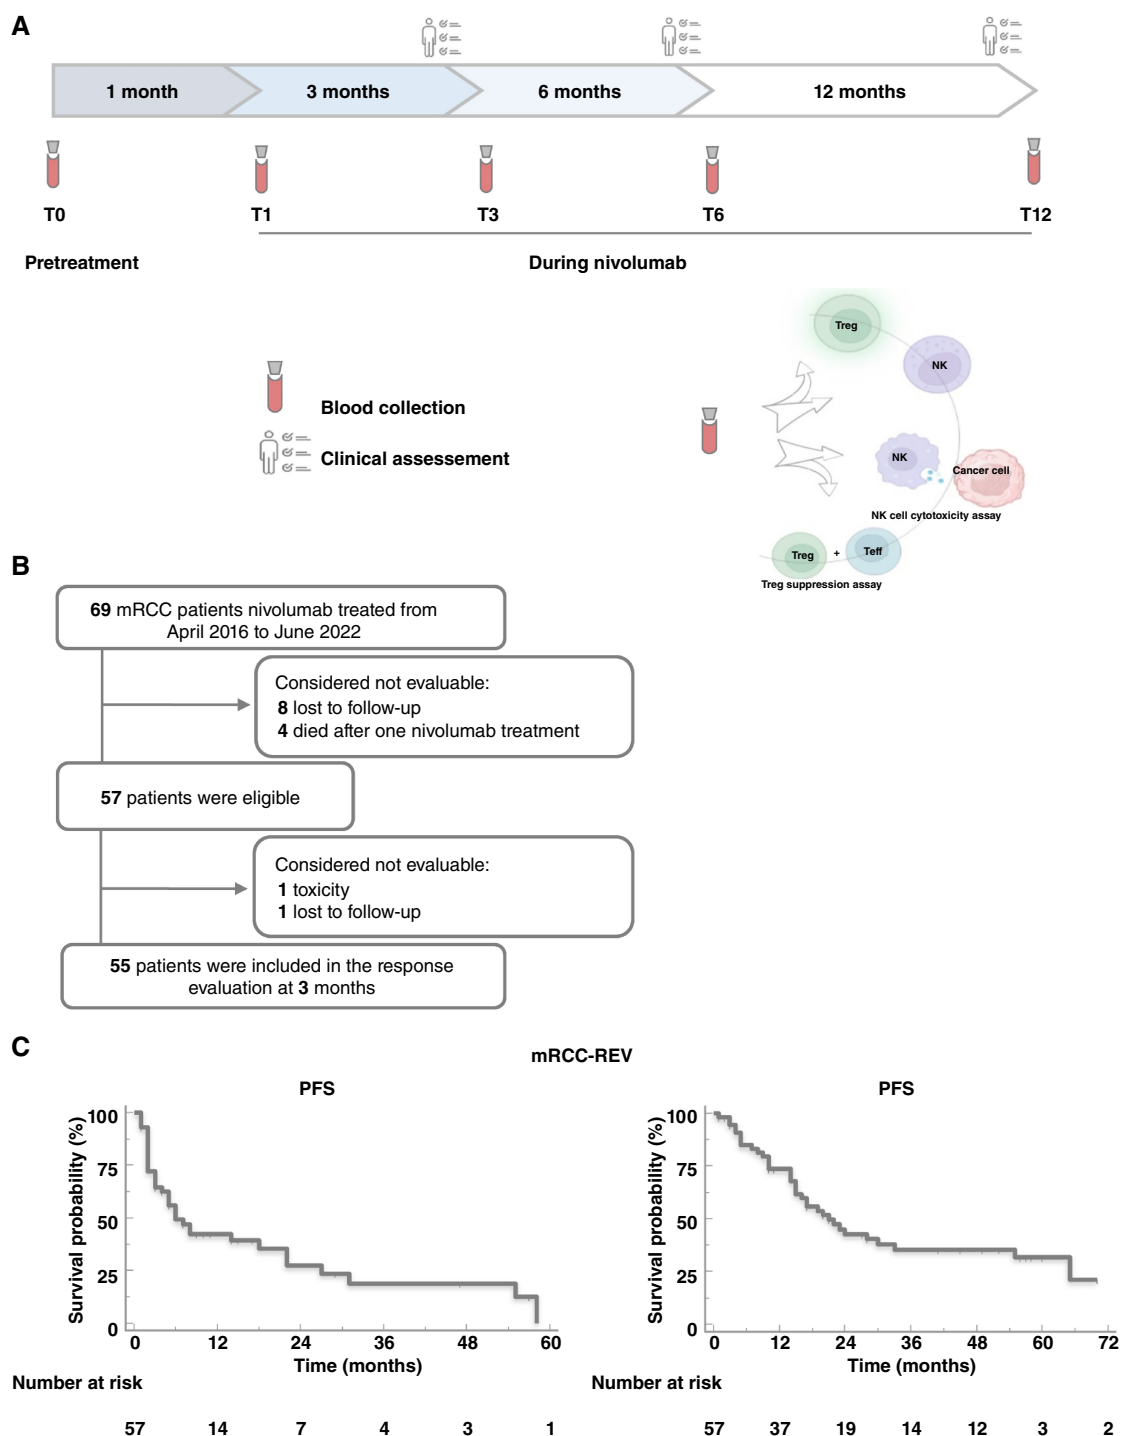 A
1 month
3 months
6 months
12 months
T0
T1
T3
T6
T12
Pretreatment
During nivolumab
Blood collection
Clinical assessement
Treg
NK
NK
Cancer cell
NK cell cytotoxicity assay
Treg + Teff
Treg suppression assay
B
69 mRCC patients nivolumab treated from
April 2016 to June 2022
Considered not evaluable:
8 lost to follow-up
4 died after one nivolumab treatment
57 patients were eligible
Considered not evaluable:
1 toxicity
1 lost to follow-up
55 patients were included in the response
evaluation at 3 months
C
mRCC-REV
PFS
Survival probability (%)
100
75
50
25
0
0 12 24 36 48 60
Time (months)
Number at risk
57 14 7 4 3 1
PFS
Survival probability (%)
100
75
50
25
0
0 12 24 36 48 60 72
Time (months)
Number at risk
57 37 19 14 12 3 2